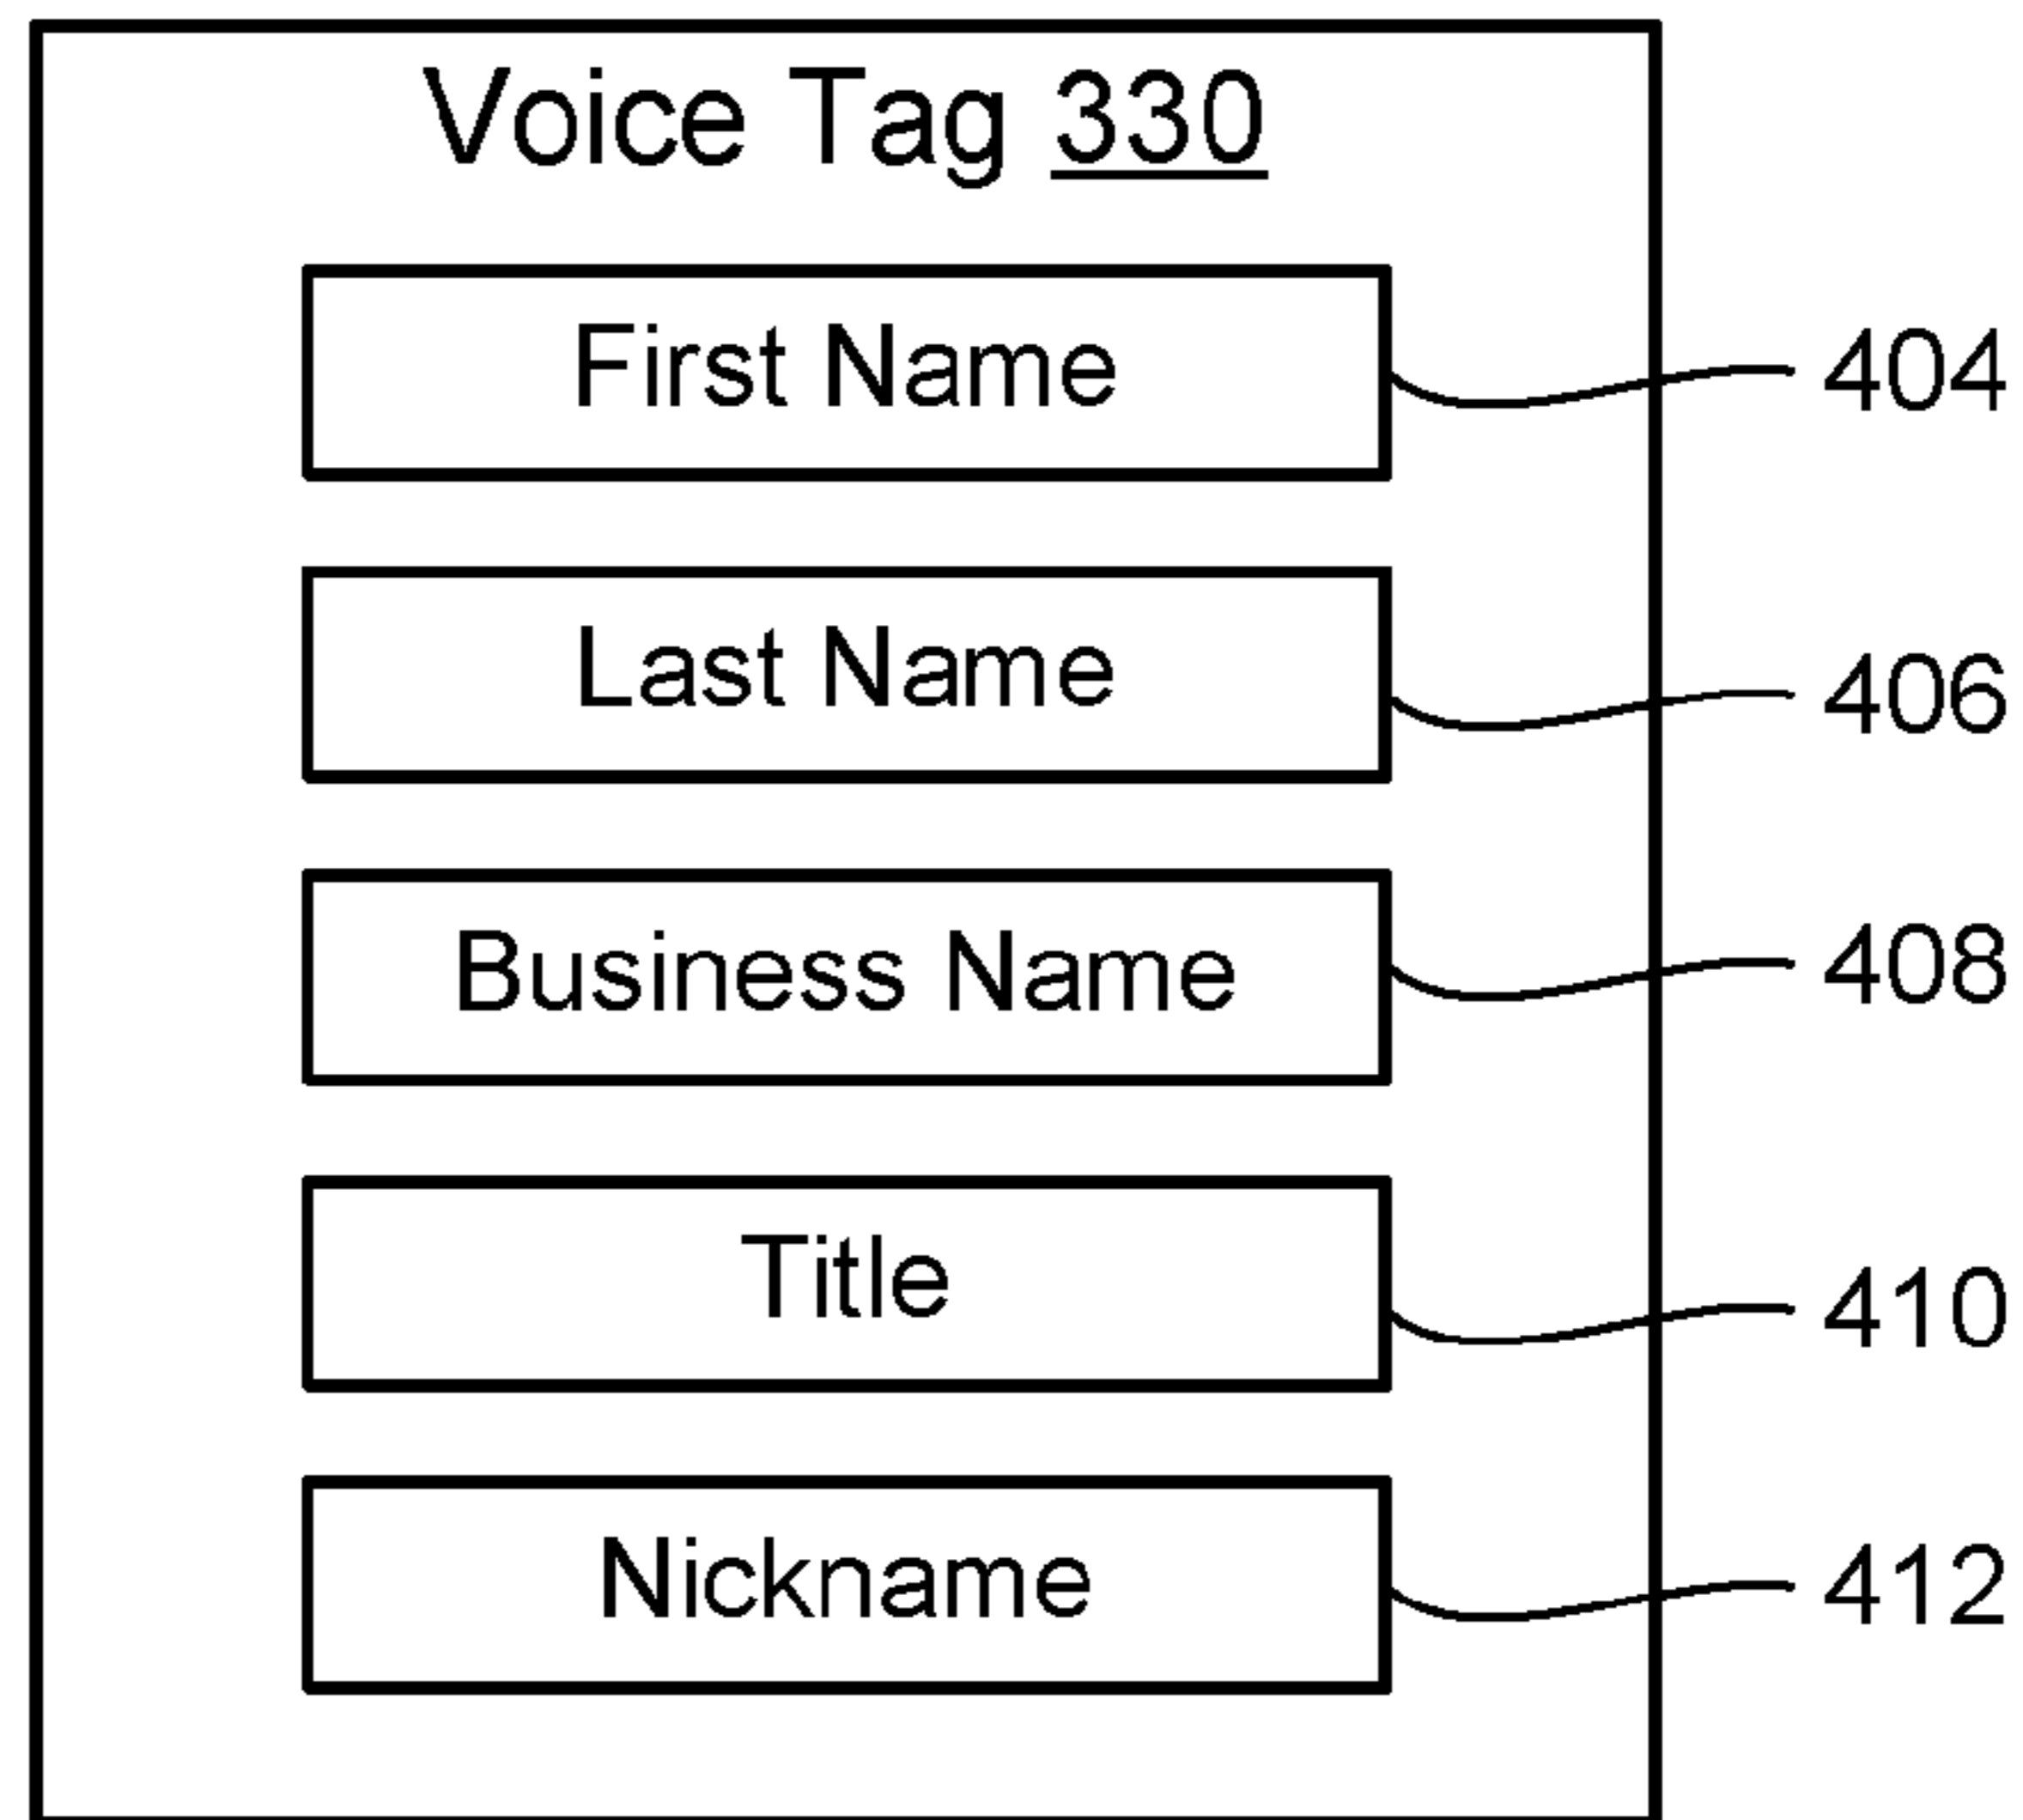 Voice Tag 330
First Name 404
Last Name 406
Business Name 408
Title 410
Nickname 412